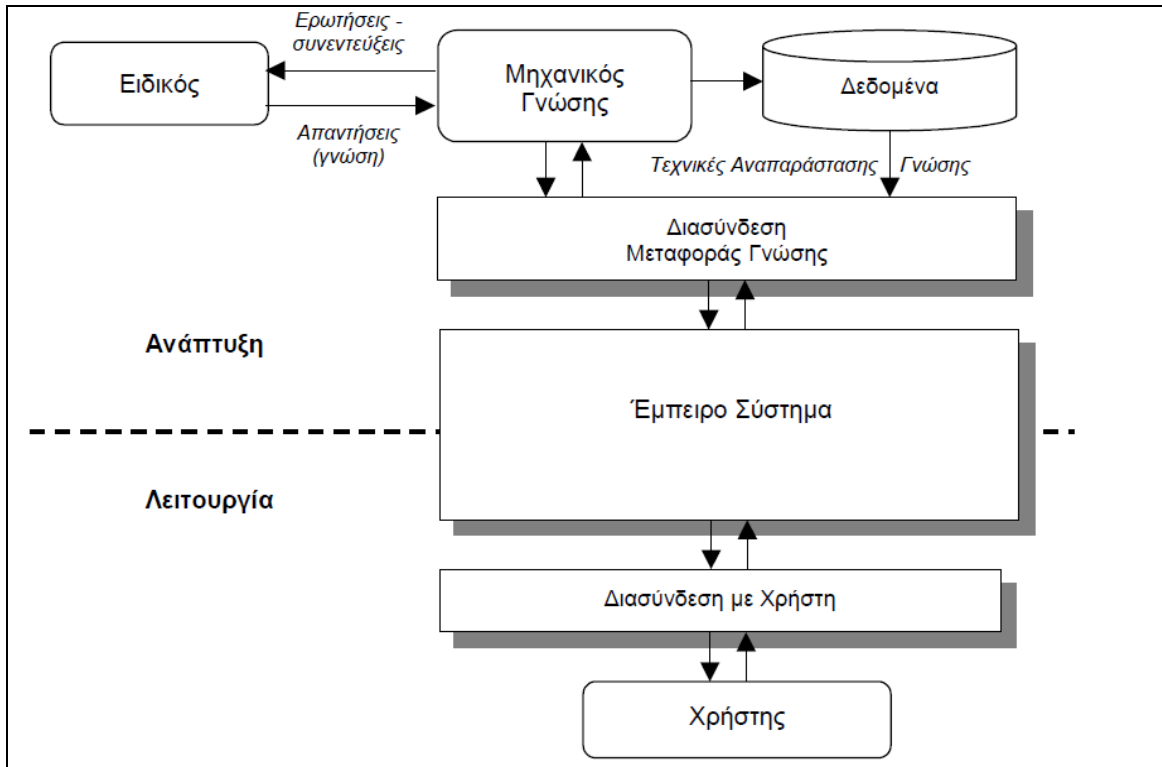 Ερωτήσεις -
συνεντεύξεις
Ειδικός
Μηχανικός
Γνώσης
Δεδομένα
Απαντήσεις
(γνώση)
Τεχνικές Αναπαράστασης Γνώσης
Διασύνδεση
Μεταφοράς Γνώσης
Ανάπτυξη
Έμπειρο Σύστημα
Λειτουργία
Διασύνδεση με Χρήστη
Χρήστης